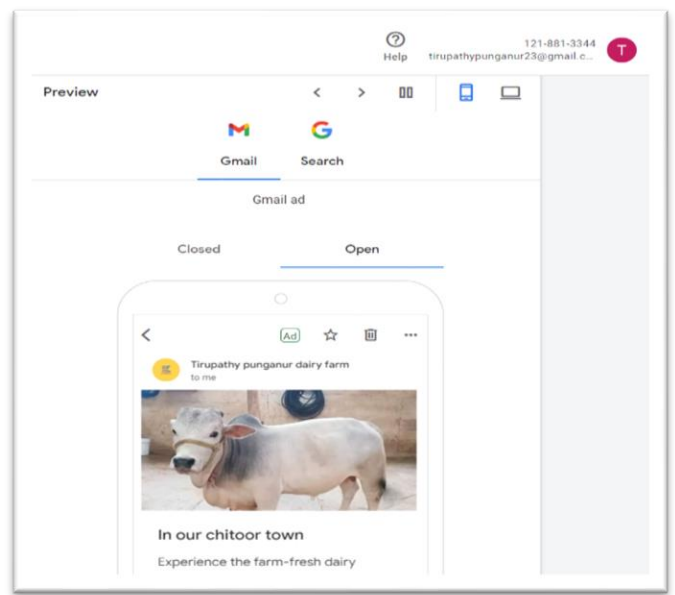 121-881-3344
Help tirupathypunganur23@gmail.c...
T
Preview
Gmail Search
Gmail ad
Closed Open
Ad
Tirupathy punganur dairy farm
to me
In our chitoor town
Experience the farm-fresh dairy